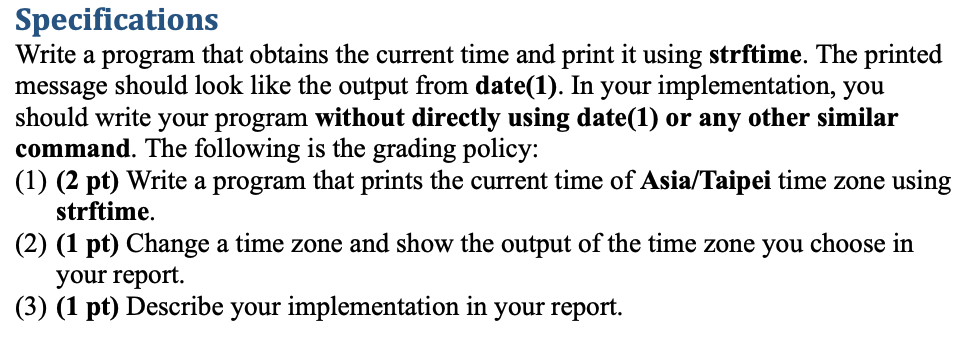 Specifications
Write a program that obtains the current time and print it using strftime. The printed
message should look like the output from date(1). In your implementation, you
should write your program without directly using date(1) or any other similar
command. The following is the grading policy:
(1) (2 pt) Write a program that prints the current time of Asia/Taipei time zone using
strftime.
(2) (1 pt) Change a time zone and show the output of the time zone you choose in
your report.
(3) (1 pt) Describe your implementation in your report.